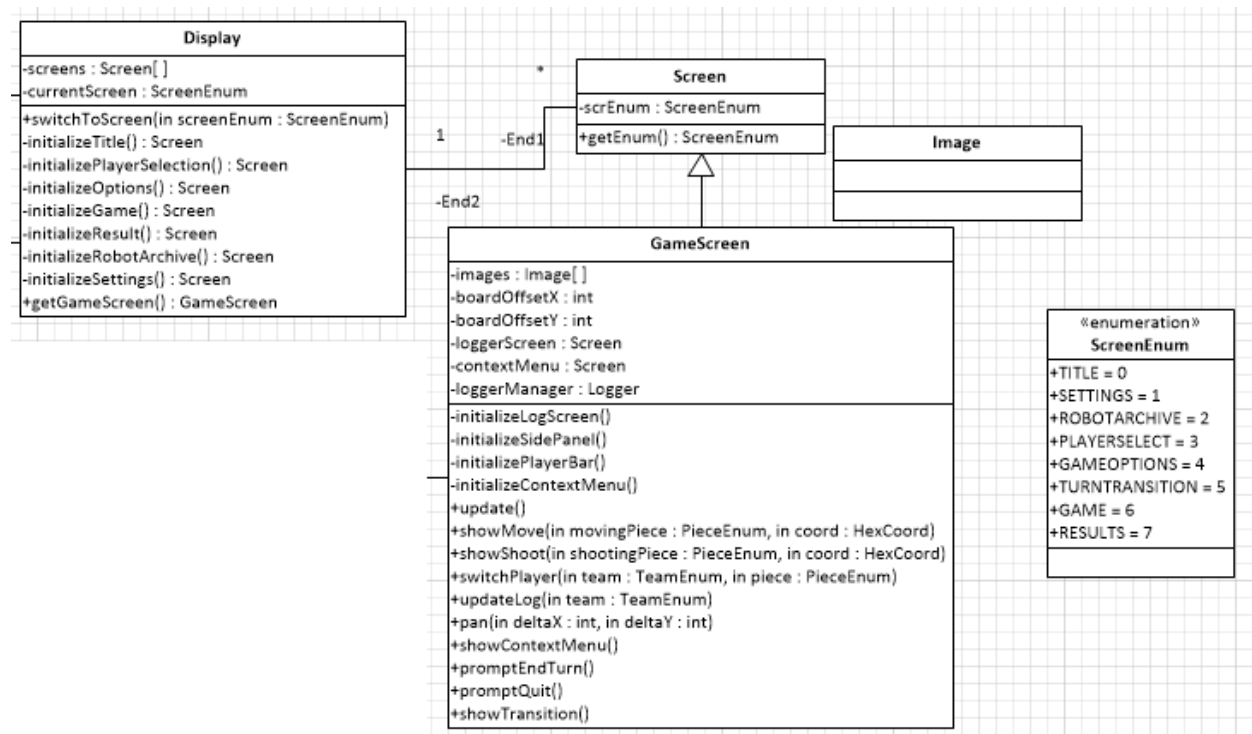 Display
-screens : Screen[ ]
-currentScreen : ScreenEnum
+switchToScreen(in screenEnum : ScreenEnum)
-initializeTitle() : Screen
-initializePlayerSelection() : Screen
-initializeOptions() : Screen
-initializeGame() : Screen
-initializeResult() : Screen
-initializeRobotArchive() : Screen
-initializeSettings() : Screen
+getGameScreen() : GameScreen
1
-End2
*
-End1
Screen
-scrEnum : ScreenEnum
+getEnum() : ScreenEnum
Image
GameScreen
-images : Image[ ]
-boardOffsetX : int
-boardOffsetY : int
-loggerScreen : Screen
-contextMenu : Screen
-loggerManager : Logger
-initializeLogScreen()
-initializeSidePanel()
-initializePlayerBar()
-initializeContextMenu()
+update()
+showMove(in movingPiece : PieceEnum, in coord : HexCoord)
+showShoot(in shootingPiece : PieceEnum, in coord : HexCoord)
+switchPlayer(in team : TeamEnum, in piece : PieceEnum)
+updateLog(in team : TeamEnum)
+pan(in deltaX : int, in deltaY : int)
+showContextMenu()
+promptEndTurn()
+promptQuit()
+showTransition()
«enumeration»
ScreenEnum
+TITLE = 0
+SETTINGS = 1
+ROBOTARCHIVE = 2
+PLAYERSELECT = 3
+GAMEOPTIONS = 4
+TURNTRANSITION = 5
+GAME = 6
+RESULTS = 7